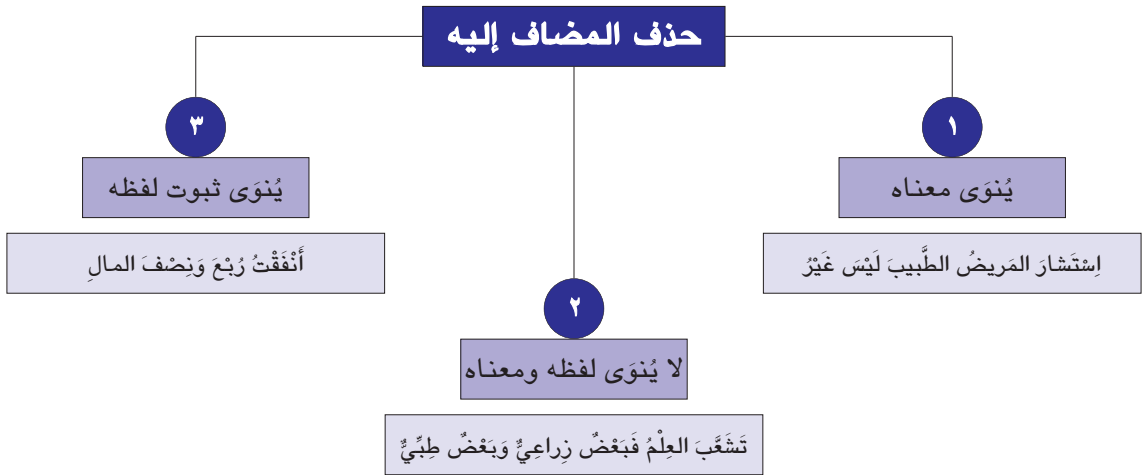 حذف المضاف إليه
١
يُنوَى معناه
اِسْتَشارَ المَريضُ الطَّبيبَ لَيْسَ غَيْرُ
٢
لا يُنوَى لفظه ومعناه
تَشَعَّبَ العِلْمُ فَبَعْضٌ زِراعِيٌّ وَبَعْضٌ طِبِّيٌّ
٣
يُنوَى ثبوت لفظه
أَنْفَقْتُ رُبْعَ وَنِصْفَ المالِ